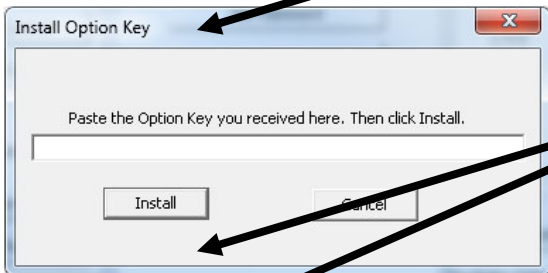 Install Option Key
Paste the Option Key you received here. Then click Install.
Install
Cancel